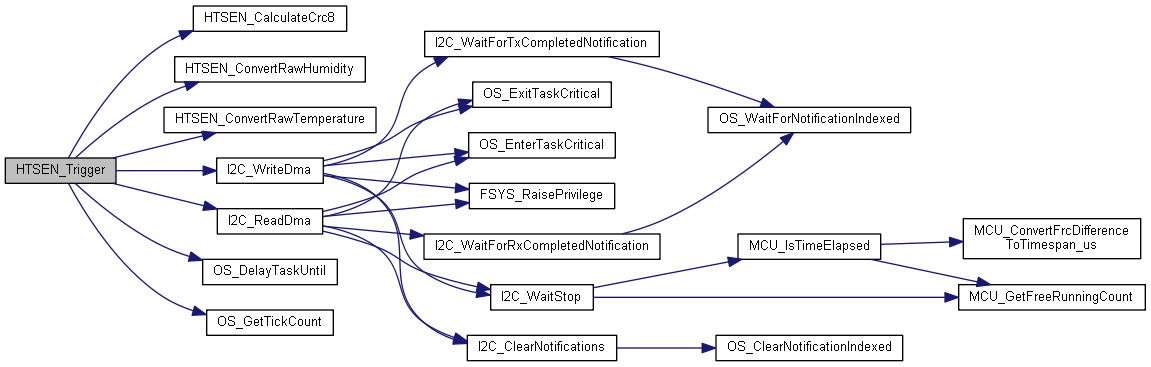 HTSEN_Trigger
HTSEN_CalculateCrc8
HTSEN_ConvertRawHumidity
HTSEN_ConvertRawTemperature
I2C_WriteDma
I2C_ReadDma
OS_DelayTaskUntil
OS_GetTickCount
I2C_WaitForTxCompletedNotification
OS_ExitTaskCritical
OS_EnterTaskCritical
FSYS_RaisePrivilege
I2C_WaitForRxCompletedNotification
I2C_WaitStop
I2C_ClearNotifications
OS_WaitForNotificationIndexed
MCU_IsTimeElapsed
OS_ClearNotificationIndexed
MCU_ConvertFrcDifference
ToTimespan_us
MCU_GetFreeRunningCount